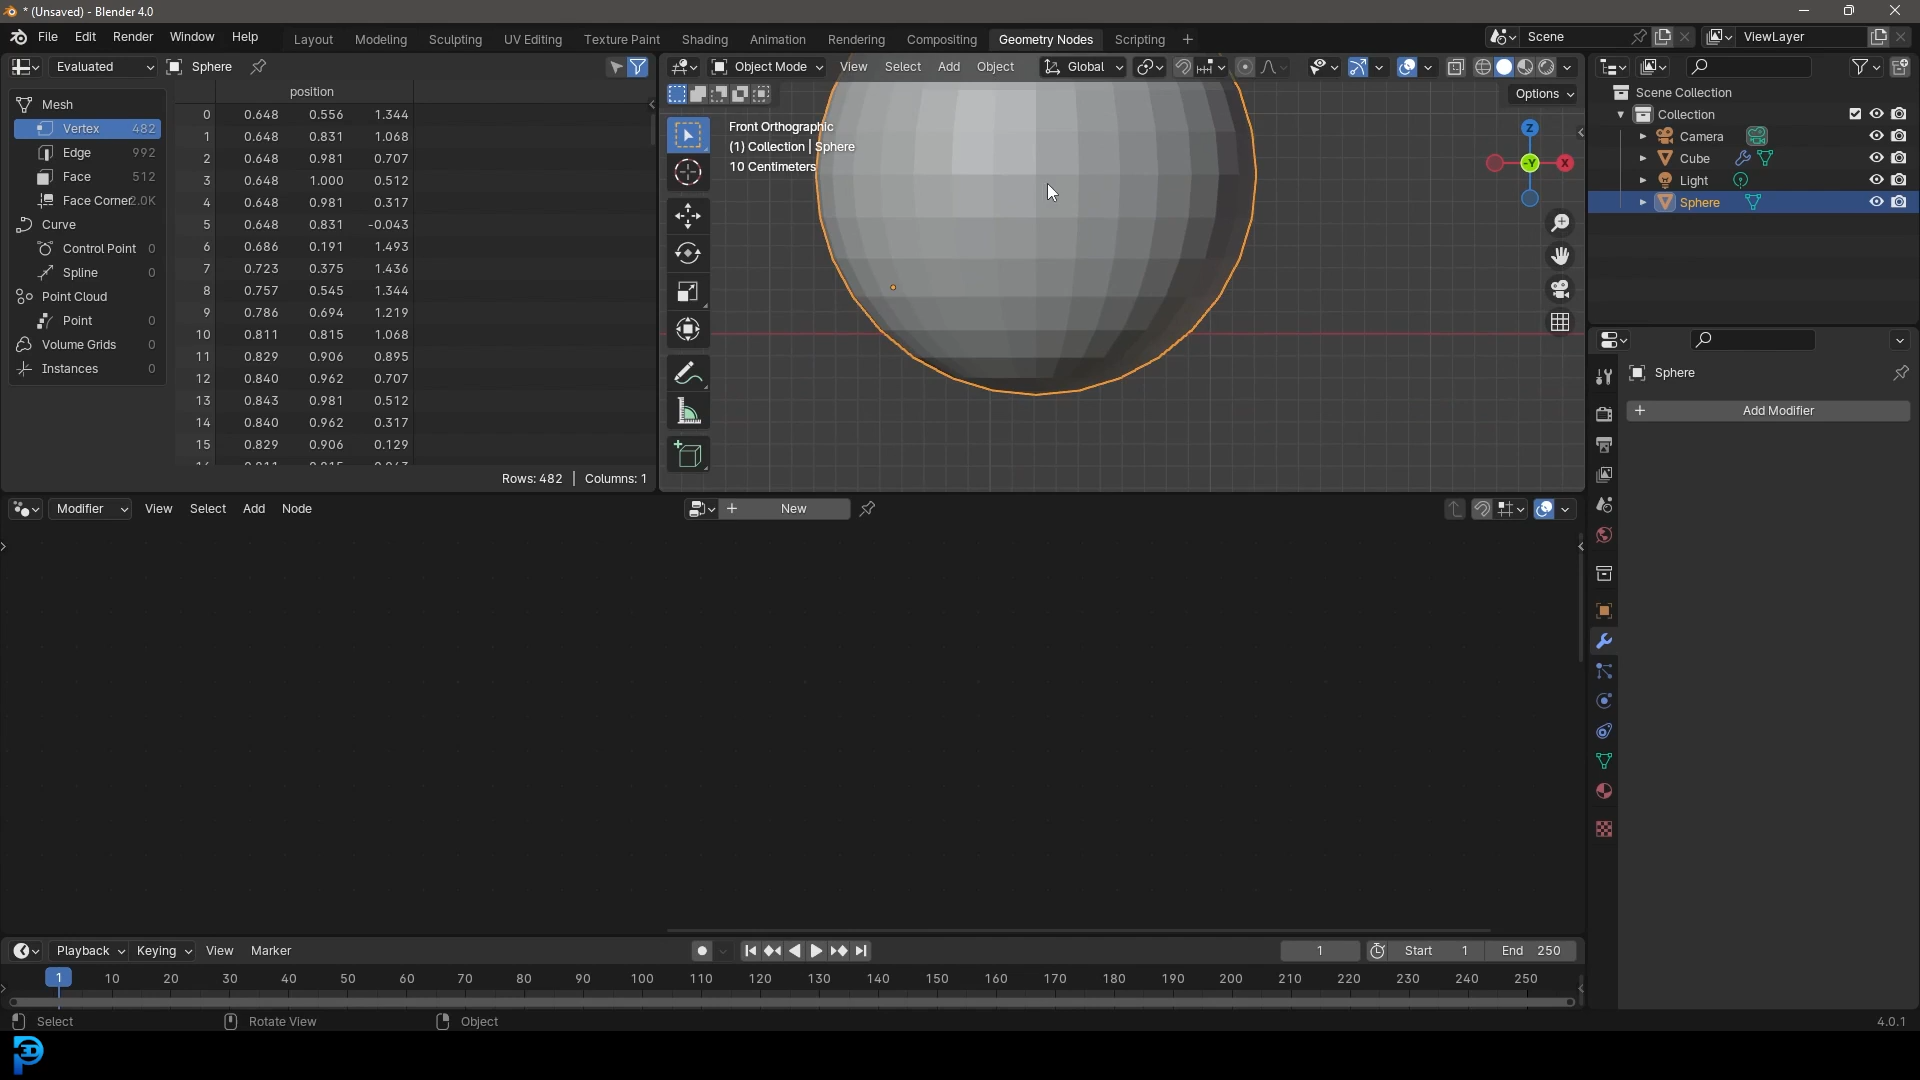 * (Unsaved) - Blender 4.0
File Edit Render Window Help Layout Modeling Sculpting UV Editing Texture Paint Shading Animation Rendering Compositing Geometry Nodes Scripting + Scene ViewLayer
Evaluated Sphere
Object Mode View Select Add Object Global
Options
Mesh
Vertex 482
Edge 992
Face 512
Face Corner 2.0K
Curve
Control Point 0
Spline 0
Point Cloud
Point 0
Volume Grids 0
Instances 0
position
0 0.648 0.556 1.344
1 0.648 0.831 1.068
2 0.648 0.981 0.707
3 0.648 1.000 0.512
4 0.648 0.981 0.317
5 0.648 0.831 -0.043
6 0.686 0.191 1.493
7 0.723 0.375 1.436
8 0.757 0.545 1.344
9 0.786 0.694 1.219
10 0.811 0.815 1.068
11 0.829 0.906 0.895
12 0.840 0.962 0.707
13 0.843 0.981 0.512
14 0.840 0.962 0.317
15 0.829 0.906 0.129
Rows: 482 | Columns: 1
Front Orthographic
(1) Collection | Sphere
10 Centimeters
Z
-Y X
Scene Collection
Collection
Camera
Cube
Light
Sphere
Sphere
+ Add Modifier
Modifier View Select Add Node + New
Playback Keying View Marker 1 Start 1 End 250
1 10 20 30 40 50 60 70 80 90 100 110 120 130 140 150 160 170 180 190 200 210 220 230 240 250
Select Rotate View Object 4.0.1
3D